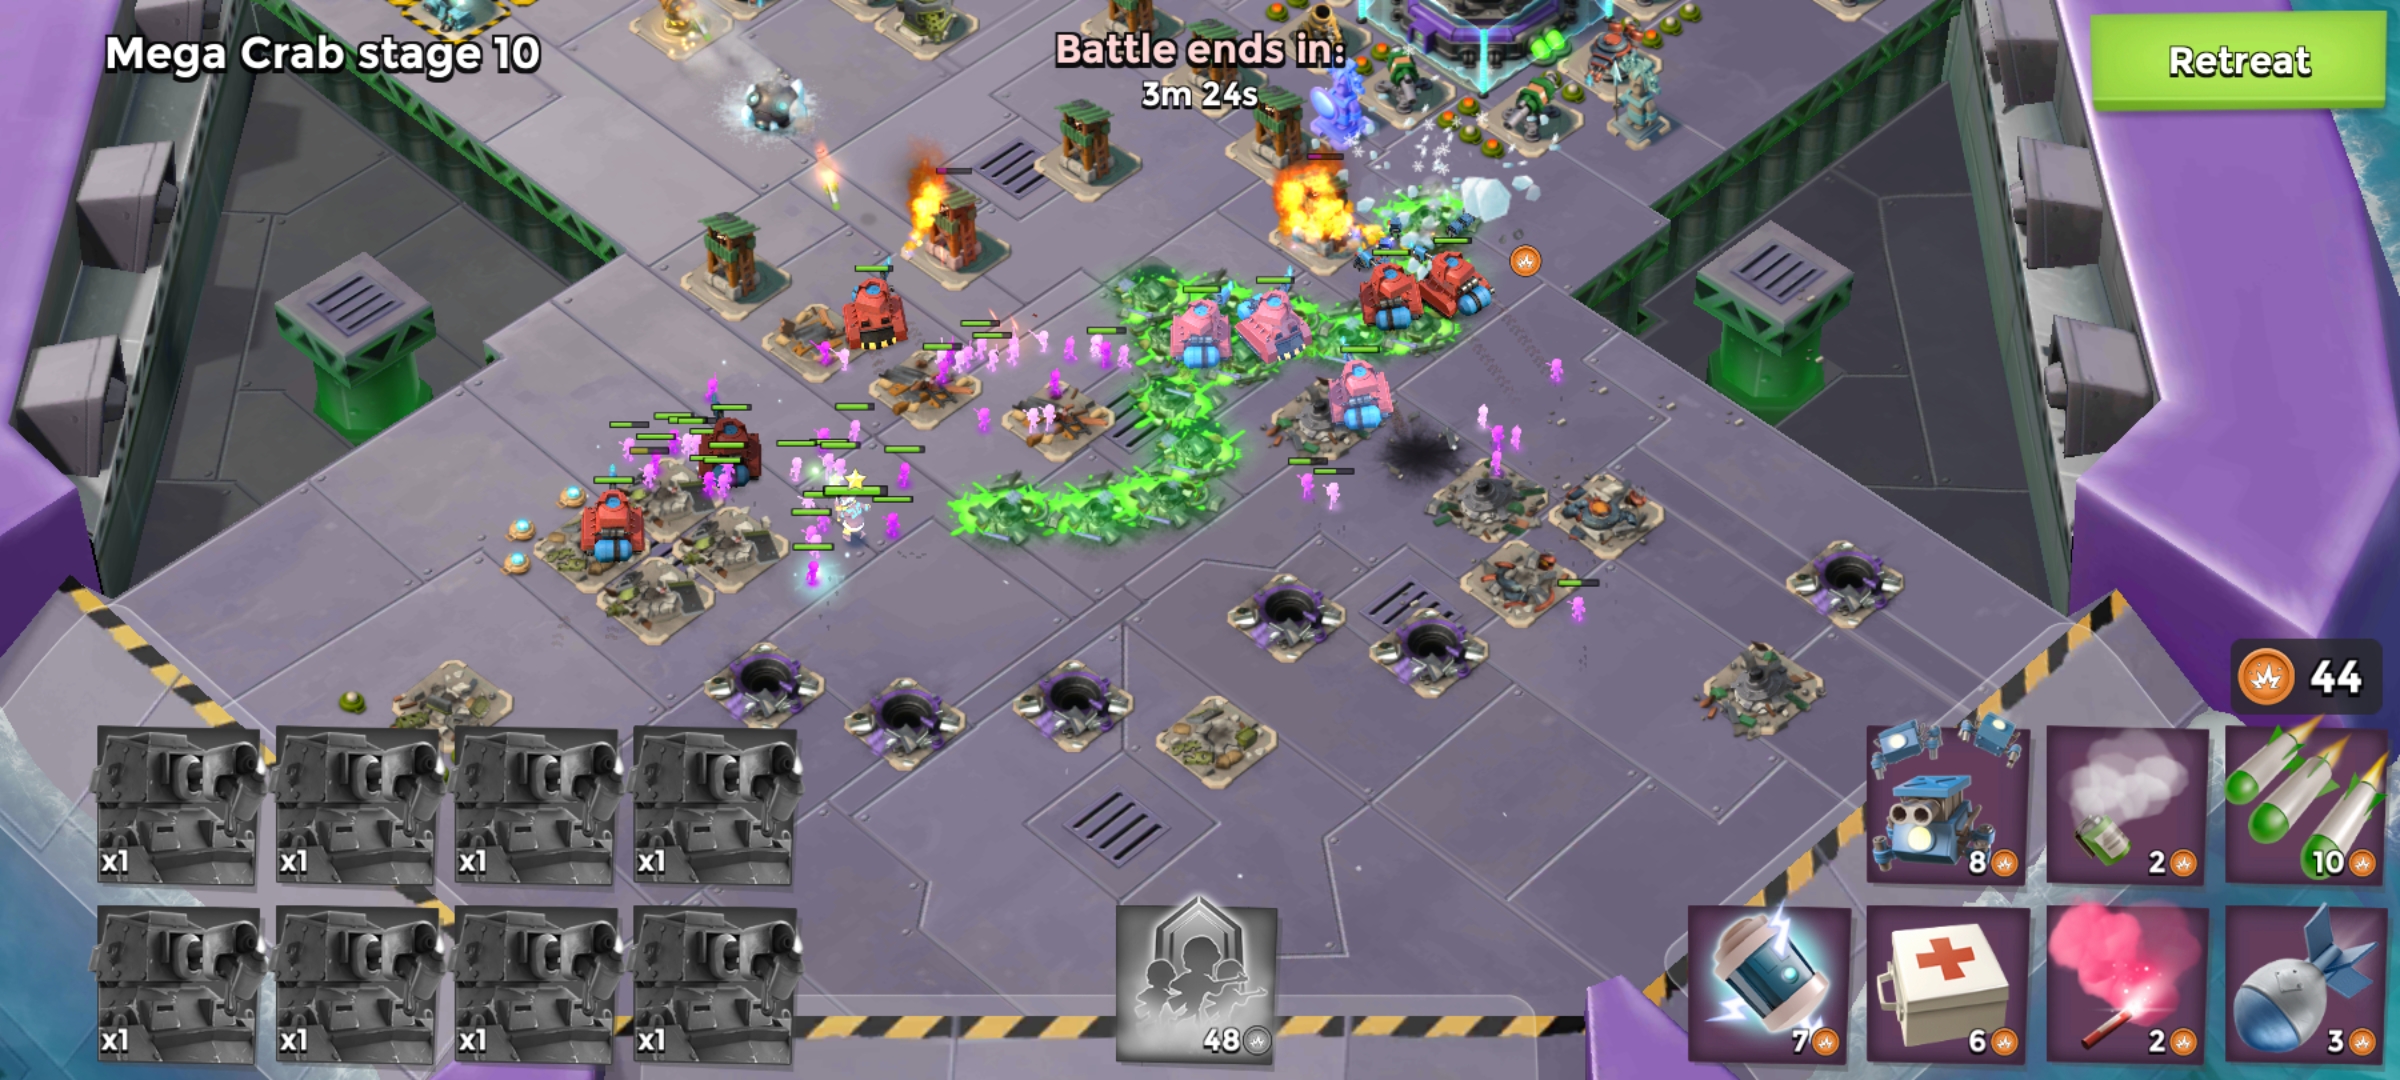 Mega Crab stage 10
Battle ends in:
3m 24s
Retreat
44
x1
x1
x1
x1
8
2
10
x1
x1
x1
x1
48
7
6
2
3